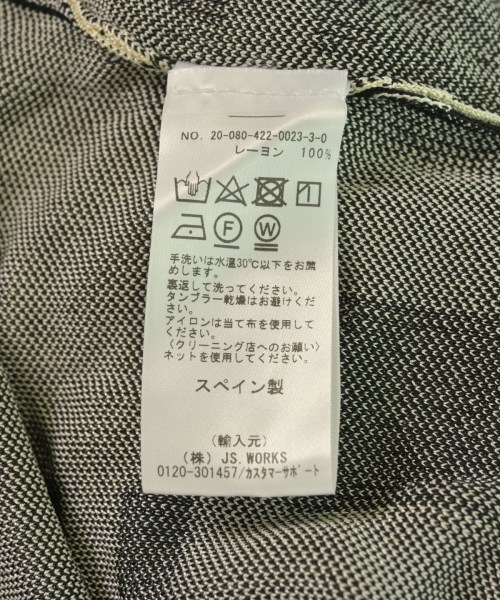 NO. 20-080-422-0023-3-0
レーヨン 100%
F W
手洗いは水温30℃以下をお薦
めします。
裏返して洗ってください。
タンブラー乾燥はお避けくだ
さい。
アイロンは当て布を使用して
ください。
〈クリーニング店へのお願い〉
ネットを使用してください。
スペイン製
(輸入元)
(株) JS.WORKS
0120-301457/カスタマーサポート